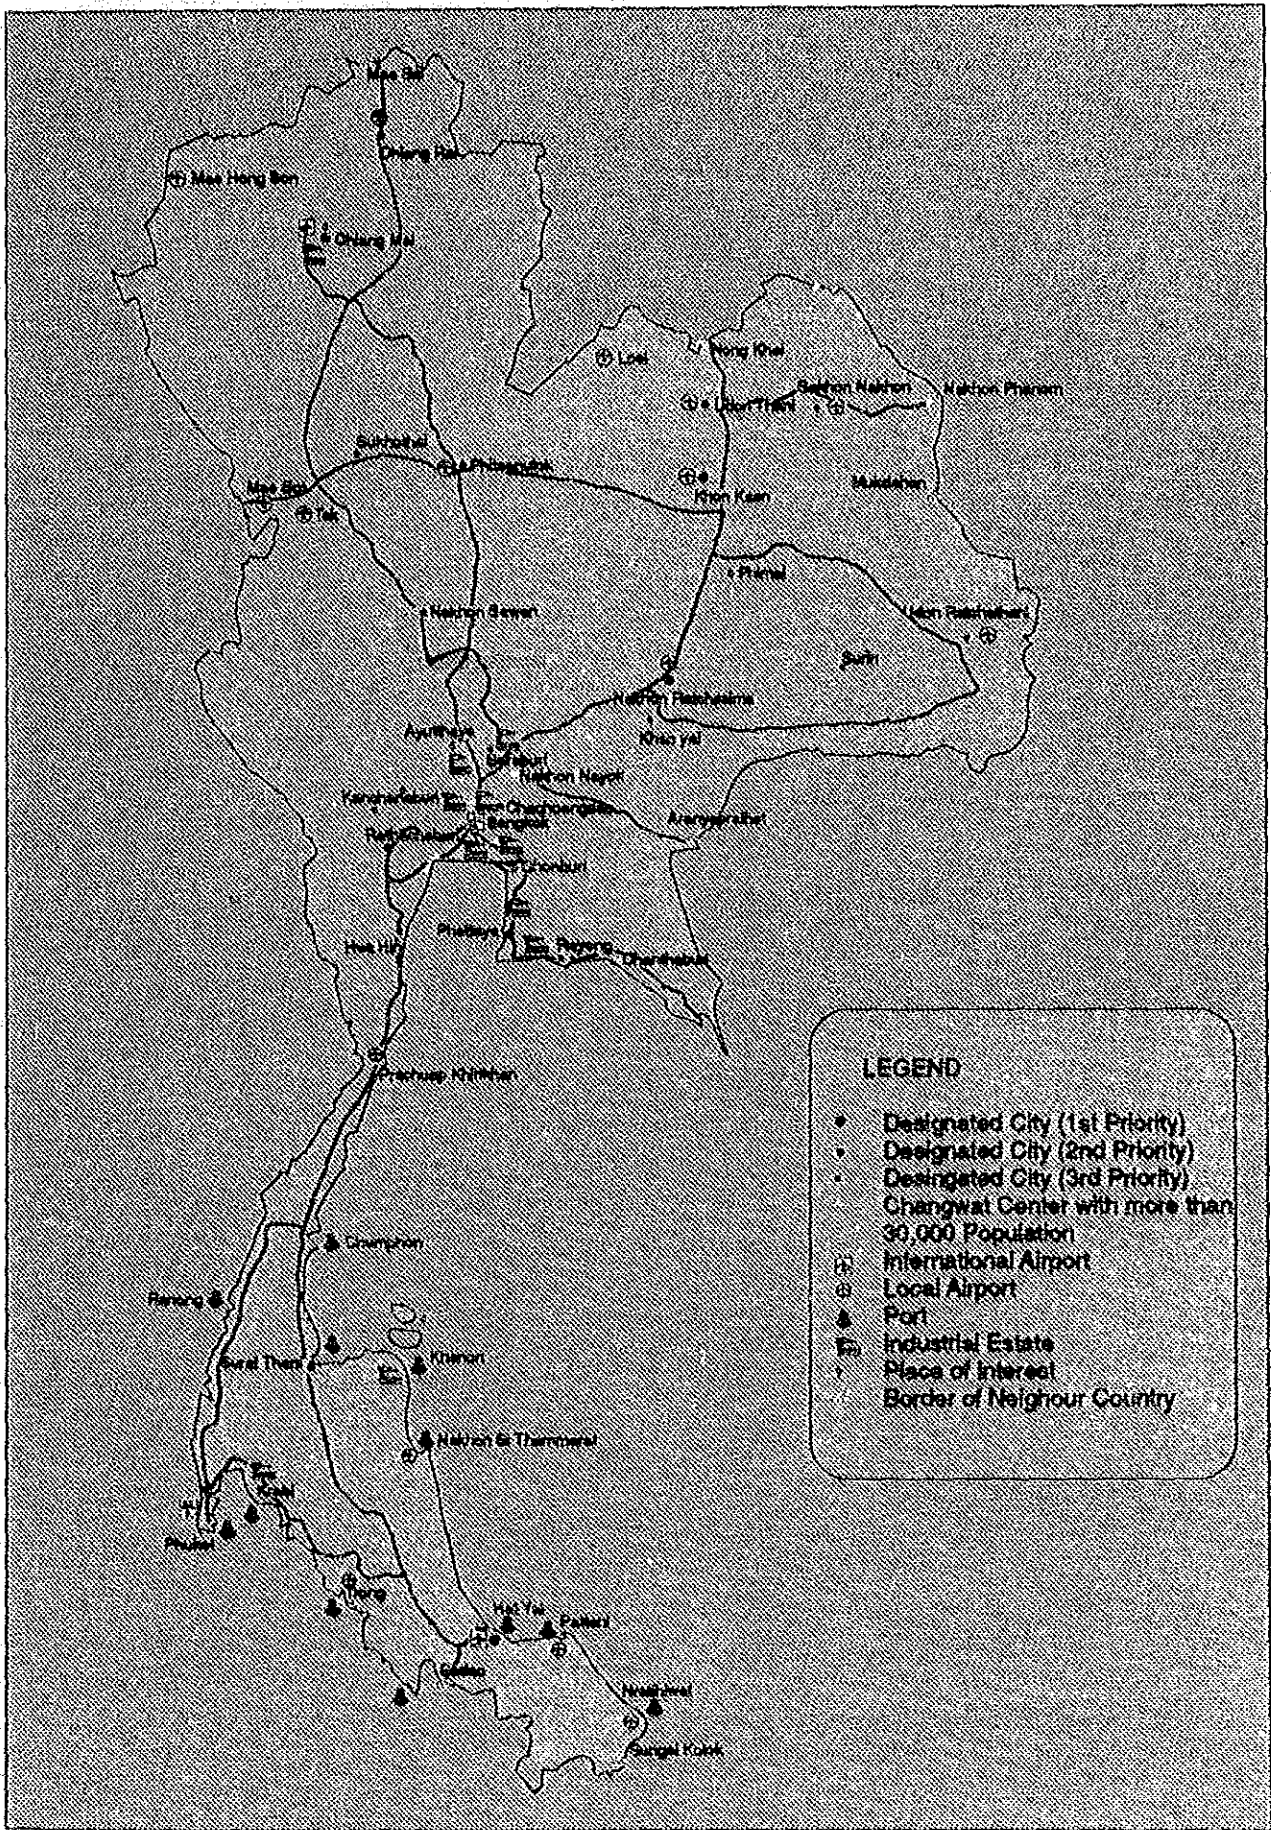 Mae Sai
Chiang Rai
Mae Hong Son
Chiang Mai
Loei
Nong Khai
Udon Thani
Sakhon Nakhon
Nakhon Phanom
Sukhothai
Phitsanulok
Mae Sot
Tak
Khon Kaen
Mukdahan
Phimai
Nakhon Sawan
Ubon Ratchathani
Surin
Nakhon Ratchasima
Khao yai
Ayutthaya
Saraburi
Nakhon Nayok
Kanchanaburi
Chachoengsao
Bangkok
Aranyaprathet
Ratchaburi
Chonburi
Phattaya
Rayong
Chanthaburi
Hua Hin
Prachuap Khirikhan
LEGEND
Designated City (1st Priority)
Designated City (2nd Priority)
Desingated City (3rd Priority)
Changwat Center with more than
30,000 Population
International Airport
Local Airport
Port
Industrial Estate
Place of Interest
Border of Neighour Country
Chumphon
Ranong
Surat Thani
Khanom
Nakhon Si Thammarat
Krabi
Phuket
Trang
Hat Yai
Pattani
Sadao
Narathiwat
Sungai Kolok